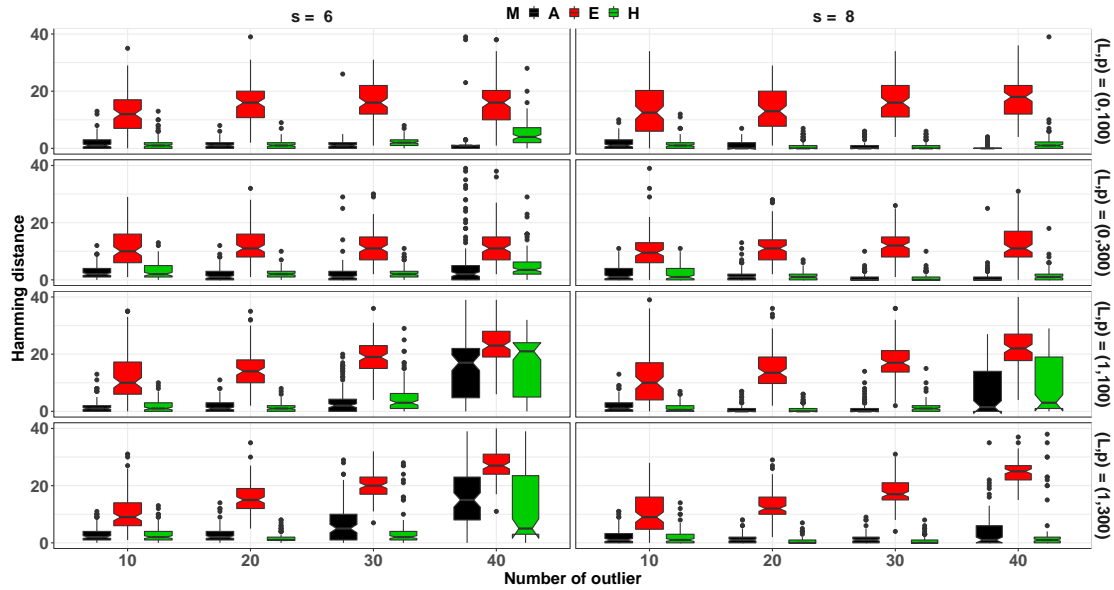 M A E H
s = 6
s = 8
Hamming distance
40
20
0
(L,p) = (0,100)
40
20
0
(L,p) = (0,300)
40
20
0
(L,p) = (1,100)
40
20
0
(L,p) = (1,300)
10 20 30 40
10 20 30 40
Number of outlier